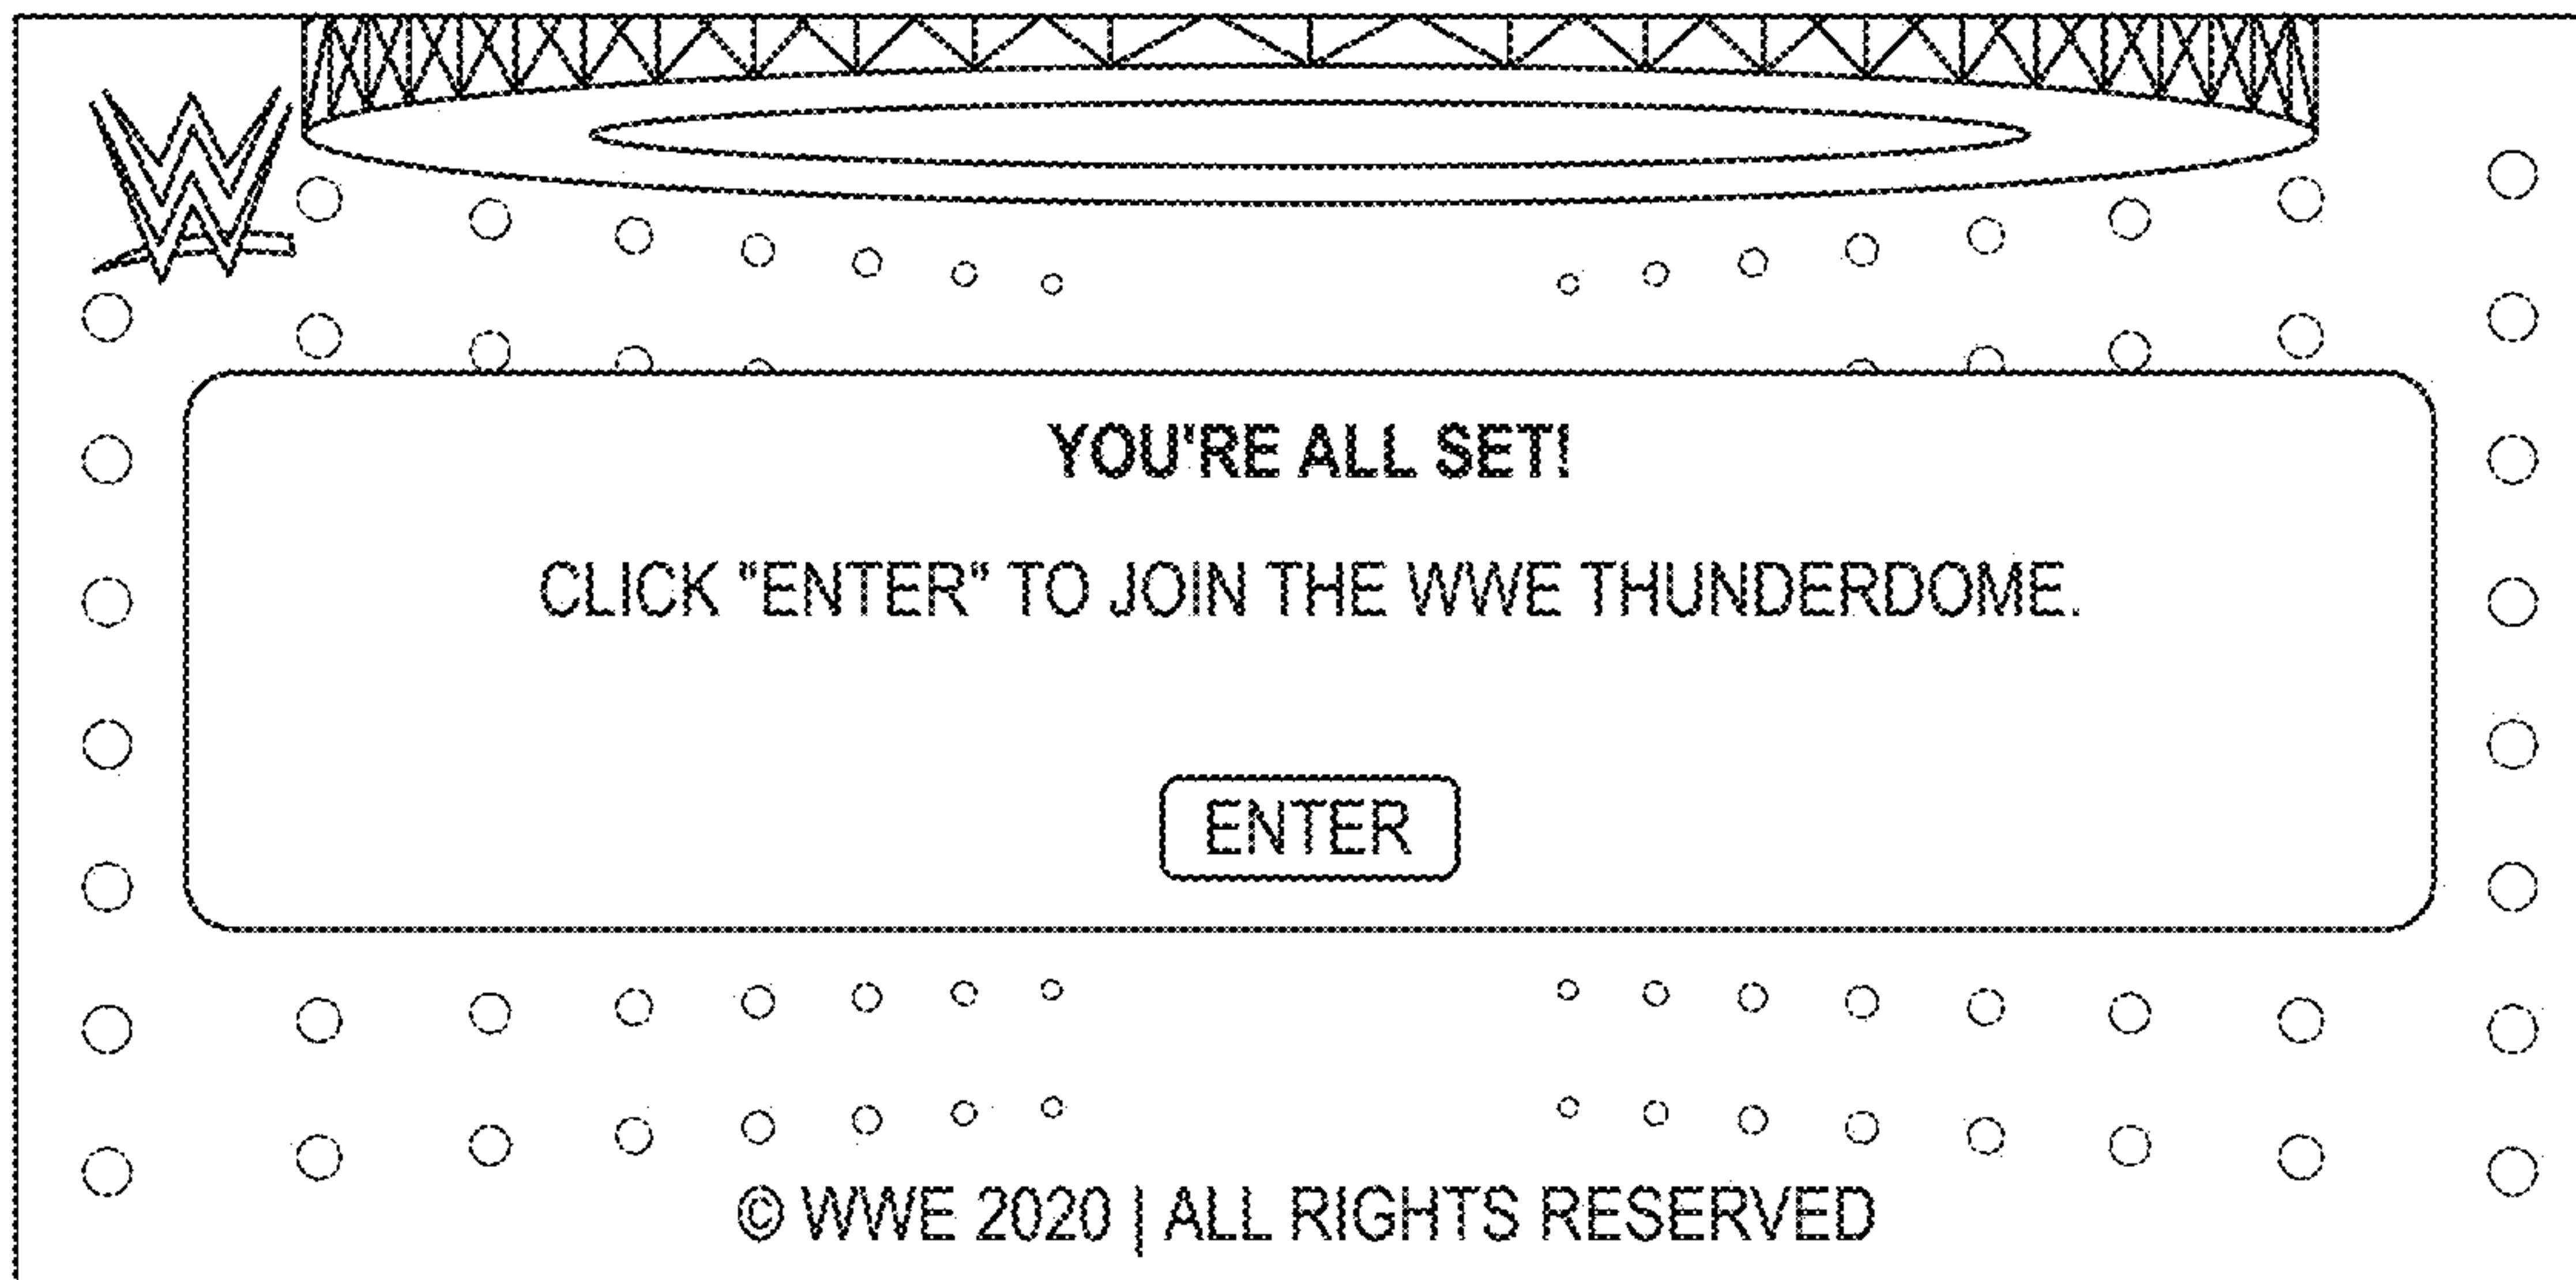 YOU'RE ALL SET!
CLICK "ENTER" TO JOIN THE WWE THUNDERDOME.
ENTER
© WWE 2020 | ALL RIGHTS RESERVED